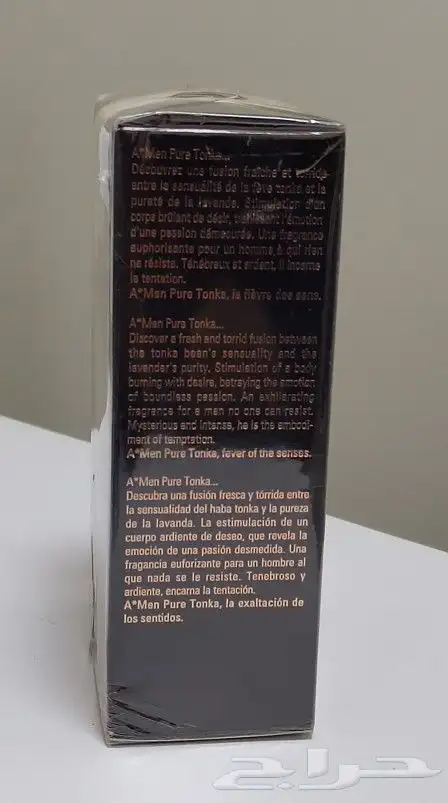 A*Men Pure Tonka...
Découvrez une fusion fraîche et torride
entre la sensualité de la fève tonka et la
pureté de la lavande. Stimulation d'un
corps brûlant de désir, trahissant l'émotion
d'une passion démesurée. Une fragrance
euphorisante pour un homme à qui rien
ne résiste. Ténébreux et ardent, il incarne
la tentation.
A*Men Pure Tonka, la fièvre des sens.
A*Men Pure Tonka...
Discover a fresh and torrid fusion between
the tonka bean's sensuality and the
lavender's purity. Stimulation of a body
burning with desire, betraying the emotion
of boundless passion. An exhilarating
fragrance for a man no one can resist.
Mysterious and intense, he is the embodi-
ment of temptation.
A*Men Pure Tonka, fever of the senses.
A*Men Pure Tonka...
Descubra una fusión fresca y tórrida entre
la sensualidad del haba tonka y la pureza
de la lavanda. La estimulación de un
cuerpo ardiente de deseo, que revela la
emoción de una pasión desmedida. Una
fragancia euforizante para un hombre al
que nada se le resiste. Tenebroso y
ardiente, encarna la tentación.
A*Men Pure Tonka, la exaltación de
los sentidos.
حراج